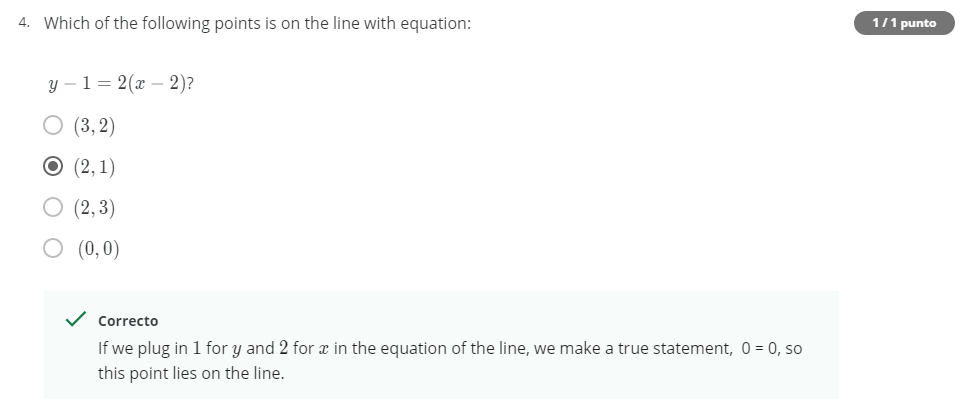 4. Which of the following points is on the line with equation:
1 / 1 punto
y − 1 = 2(x − 2)?
(3, 2)
(2, 1)
(2, 3)
(0, 0)
Correcto
If we plug in 1 for y and 2 for x in the equation of the line, we make a true statement, 0 = 0, so
this point lies on the line.